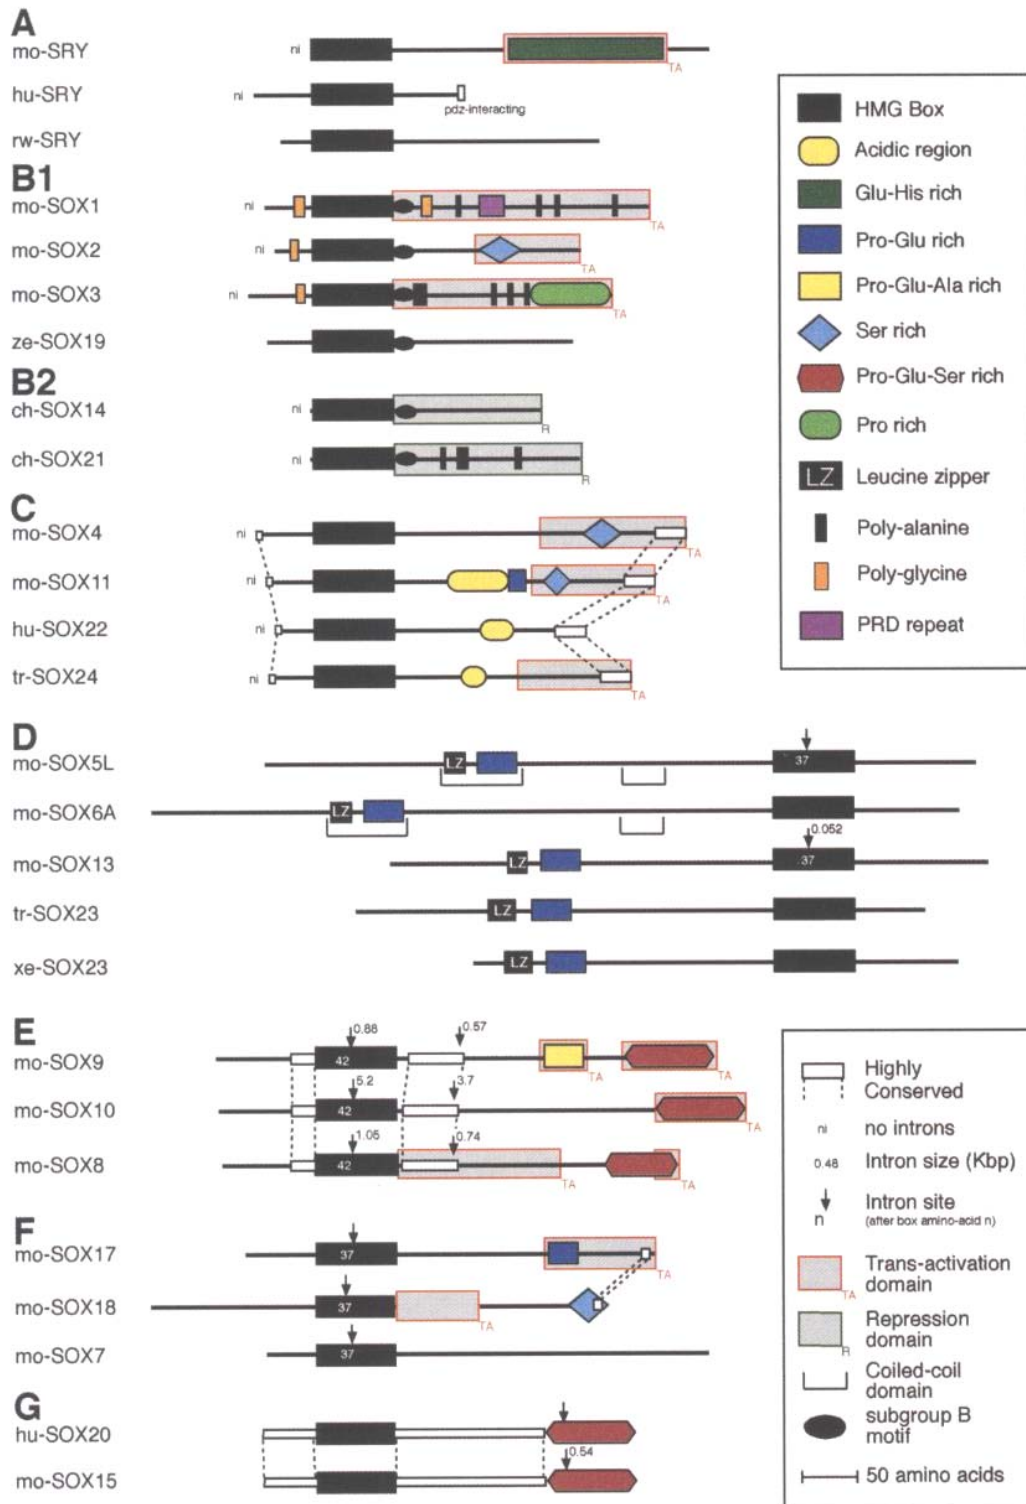 A
mo-SRY
ni
TA
hu-SRY
ni
pdz-interacting
rw-SRY
B1
mo-SOX1
ni
TA
mo-SOX2
ni
TA
mo-SOX3
ni
TA
ze-SOX19
B2
ch-SOX14
ni
R
ch-SOX21
ni
R
C
mo-SOX4
ni
TA
mo-SOX11
ni
TA
hu-SOX22
ni
tr-SOX24
ni
TA
HMG Box
Acidic region
Glu-His rich
Pro-Glu rich
Pro-Glu-Ala rich
Ser rich
Pro-Glu-Ser rich
Pro rich
LZ Leucine zipper
Poly-alanine
Poly-glycine
PRD repeat
D
mo-SOX5L
LZ
37
mo-SOX6A
LZ
0.052
mo-SOX13
LZ
37
tr-SOX23
LZ
xe-SOX23
LZ
E
0.88
0.57
mo-SOX9
42
TA
TA
5.2
3.7
mo-SOX10
42
TA
1.05
0.74
mo-SOX8
42
TA
TA
F
mo-SOX17
37
TA
mo-SOX18
37
TA
mo-SOX7
37
G
hu-SOX20
0.54
mo-SOX15
Highly
Conserved
ni no introns
0.48 Intron size (Kbp)
Intron site
n (after box amino-acid n)
Trans-activation
domain
TA
Repression
domain
R
Coiled-coil
domain
subgroup B
motif
50 amino acids